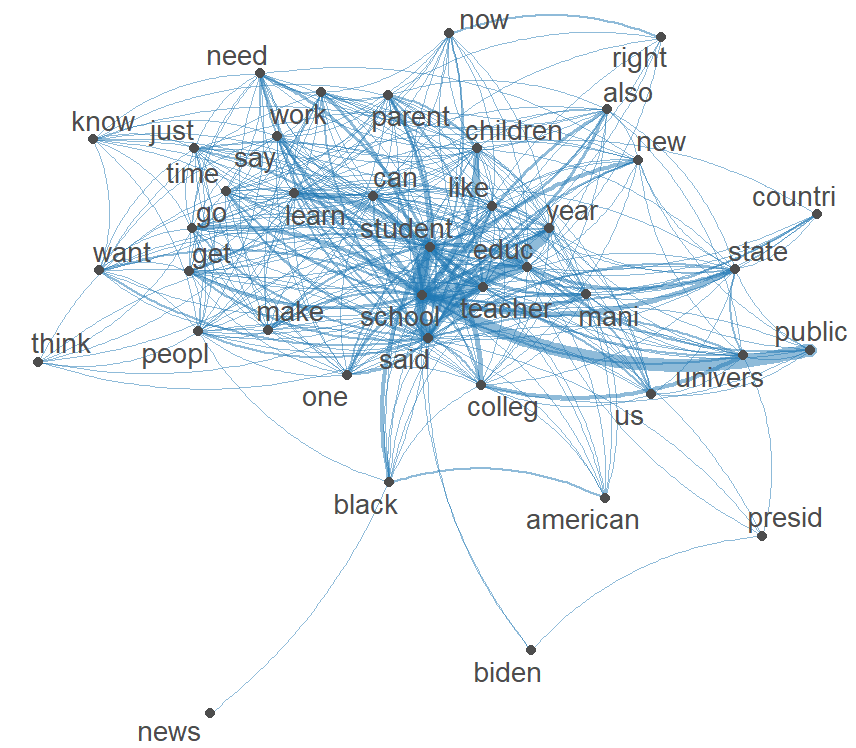 now
need
right
also
work
parent
know
just
children
new
say
time
can
like
countri
go
learn
student
year
want
get
educ
state
make
school
teacher
mani
public
think
peopl
said
univers
one
colleg
us
black
american
presid
biden
news